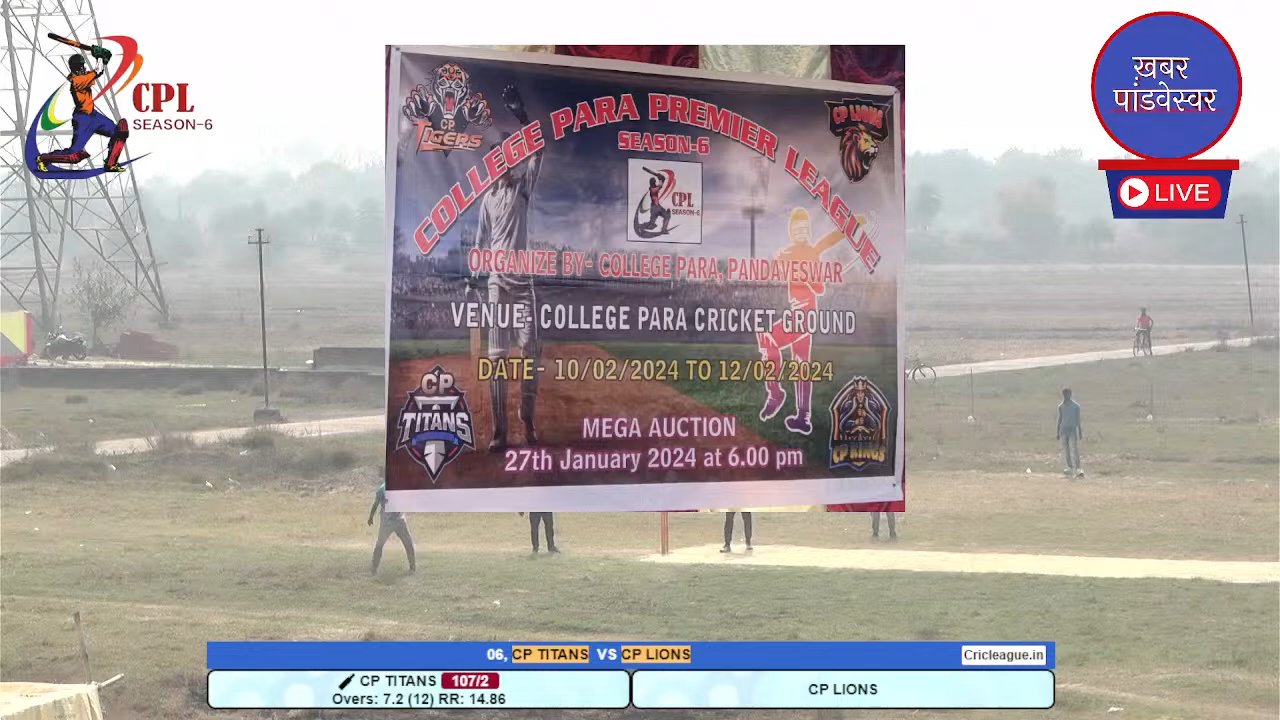 CPL
SEASON-6
ख़बर
पांडवेस्वर
LIVE
CP
TIGERS
CP LIONS
COLLEGE PARA PREMIER LEAGUE
SEASON-6
CPL
SEASON-6
ORGANIZE BY- COLLEGE PARA, PANDAVESWAR
VENUE- COLLEGE PARA CRICKET GROUND
DATE- 10/02/2024 TO 12/02/2024
CP
TITANS
CP KINGS
MEGA AUCTION
27th January 2024 at 6.00 pm
06, CP TITANS VS CP LIONS
Cricleague.in
CP TITANS 107/2
Overs: 7.2 (12) RR: 14.86
CP LIONS